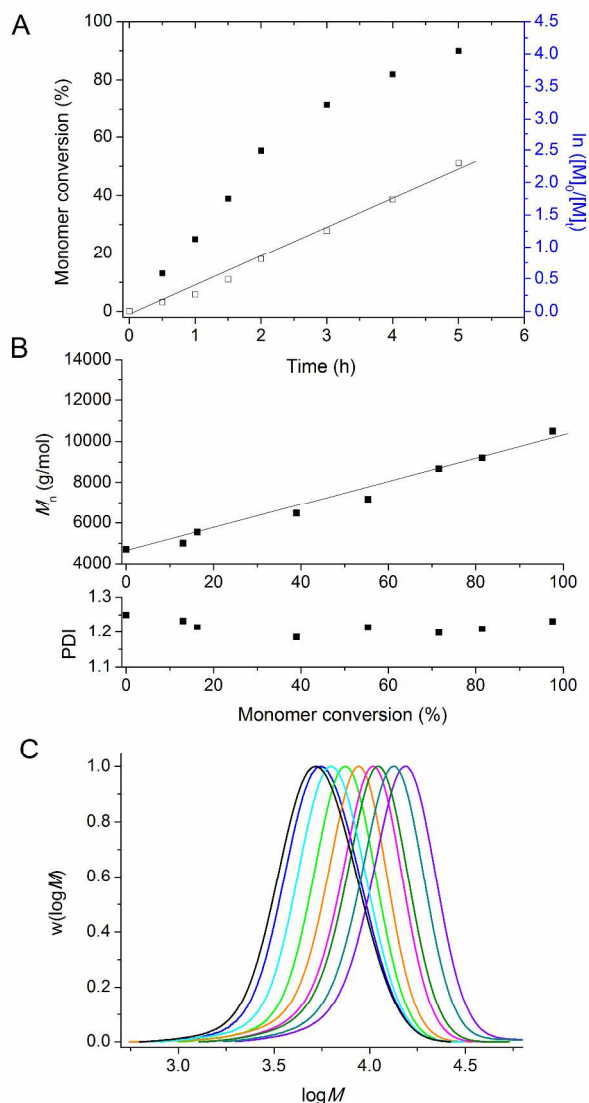 A
Monomer conversion (%)
100
80
60
40
20
0
4.5
4.0
3.5
3.0
2.5
2.0
1.5
1.0
0.5
0.0
ln ([M]0/[M]t)
0 1 2 3 4 5 6
Time (h)
B
Mn (g/mol)
14000
12000
10000
8000
6000
4000
0 20 40 60 80 100
PDI
1.3
1.2
1.1
0 20 40 60 80 100
Monomer conversion (%)
C
w(logM)
1.0
0.8
0.6
0.4
0.2
0.0
3.0 3.5 4.0 4.5
logM